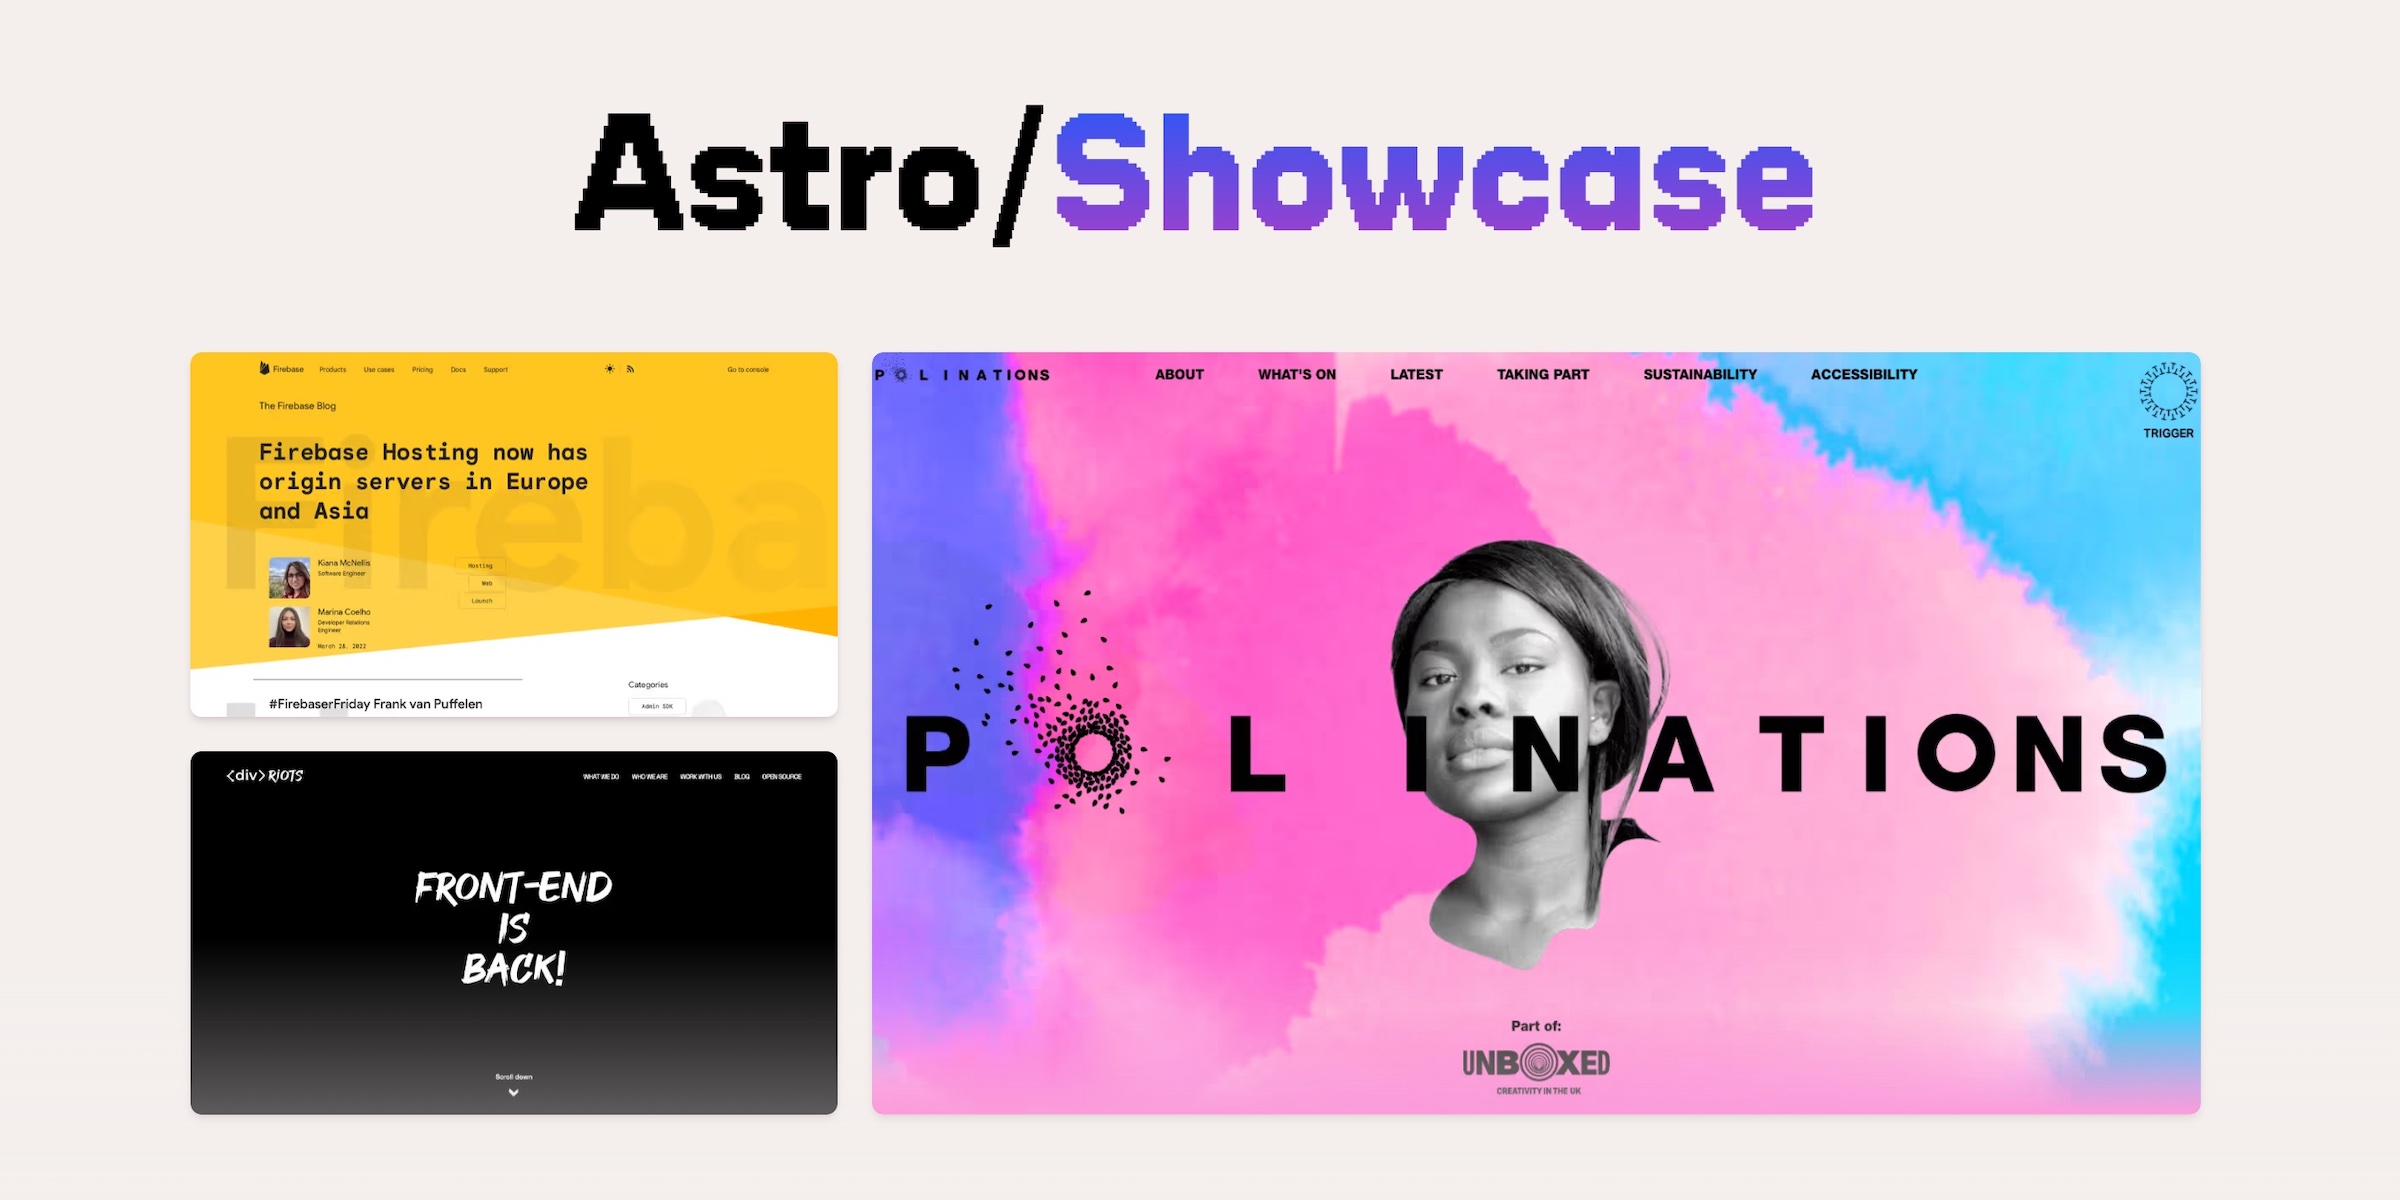 Astro/Showcase
Firebase Products Use cases Pricing Docs Support Go to console
The Firebase Blog
Fireba
Firebase Hosting now has
origin servers in Europe
and Asia
Kiana McNellis
Software Engineer
Hosting
Web
Launch
Marina Coelho
Developer Relations
Engineer
March 28, 2022
Categories
#FirebaserFriday Frank van Puffelen
Admin SDK
<div> RIOTS WHAT WE DO WHO WE ARE WORK WITH US BLOG OPEN SOURCE
FRONT-END
IS
BACK!
Scroll down
POLINATIONS ABOUT WHAT'S ON LATEST TAKING PART SUSTAINABILITY ACCESSIBILITY
TRIGGER
POLINATIONS
Part of:
UNBOXED
CREATIVITY IN THE UK